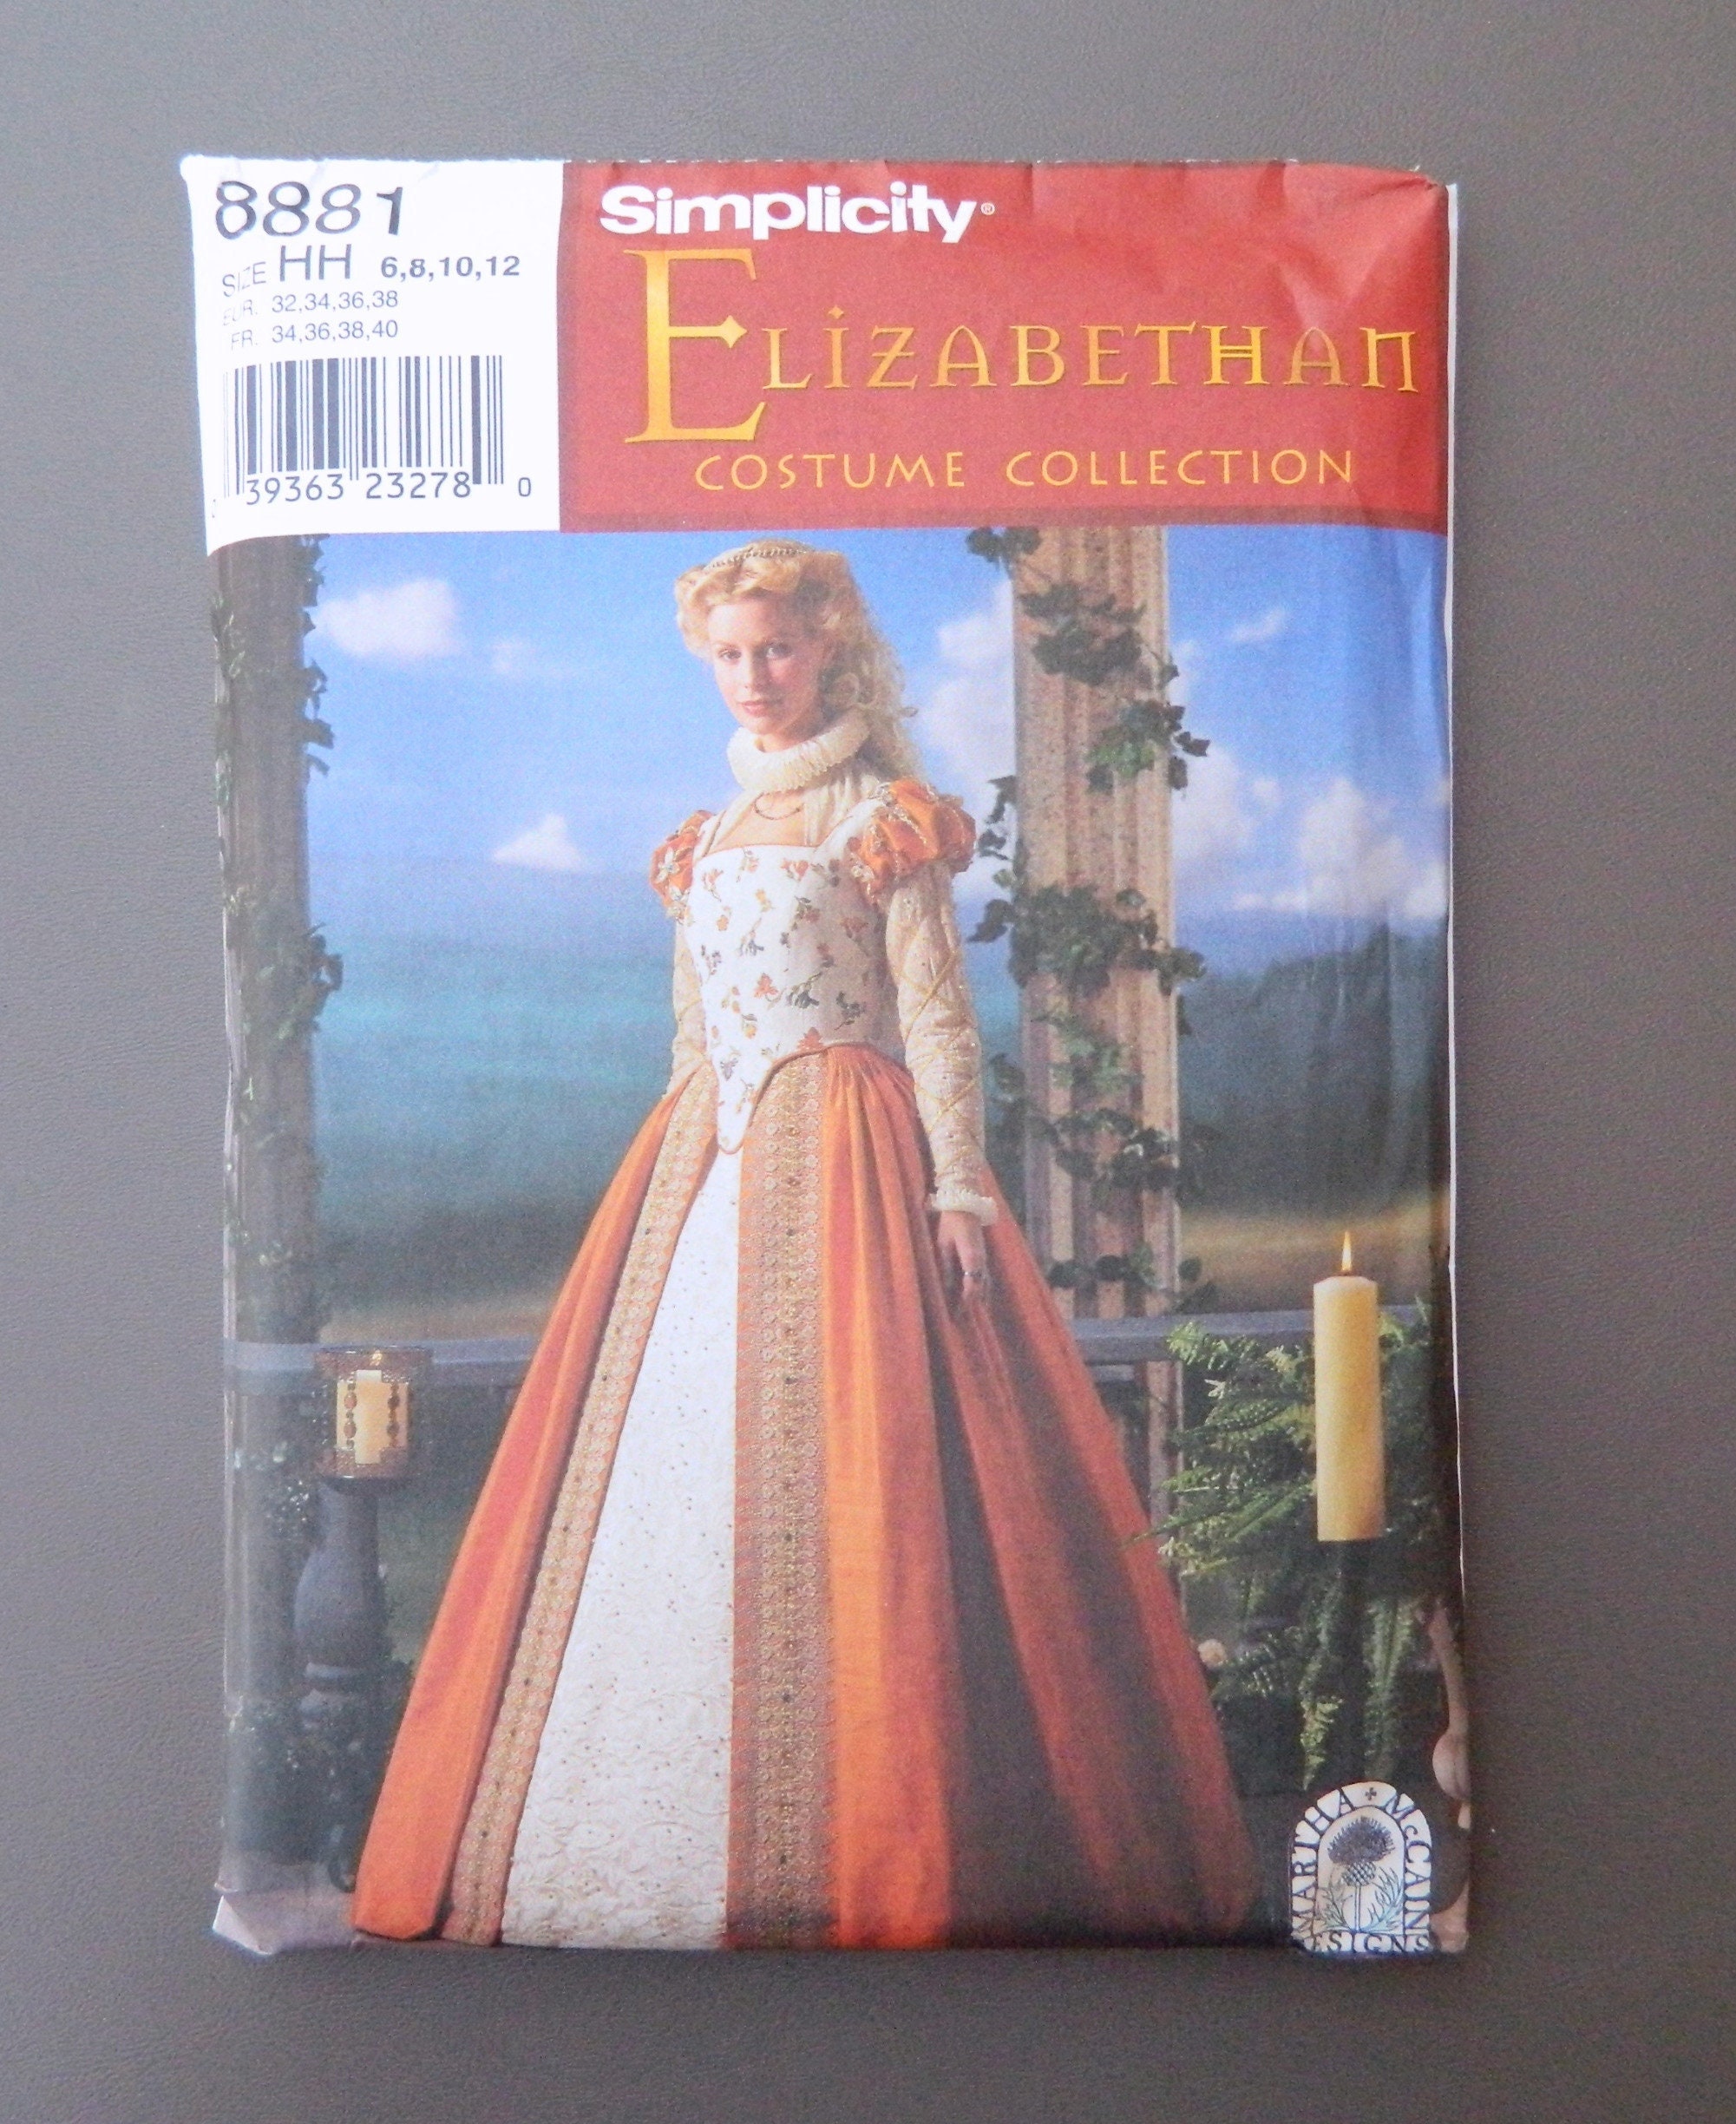 8881
SIZE HH 6,8,10,12
EUR. 32,34,36,38
FR. 34,36,38,40
39363 23278 0
Simplicity®
ELIZABETHAN
COSTUME COLLECTION
MARTHA McCAIN
DESIGNS